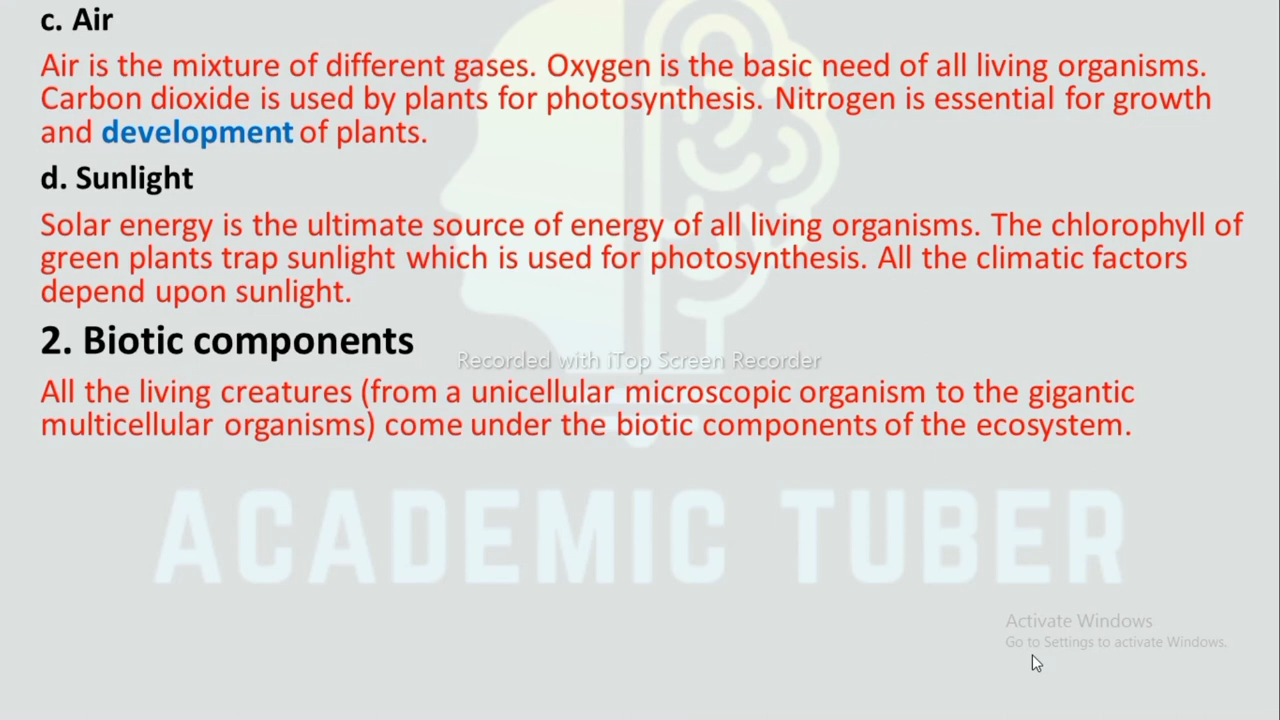 c. Air
Air is the mixture of different gases. Oxygen is the basic need of all living organisms.
Carbon dioxide is used by plants for photosynthesis. Nitrogen is essential for growth
and development of plants.
d. Sunlight
Solar energy is the ultimate source of energy of all living organisms. The chlorophyll of
green plants trap sunlight which is used for photosynthesis. All the climatic factors
depend upon sunlight.
2. Biotic components
Recorded with iTop Screen Recorder
All the living creatures (from a unicellular microscopic organism to the gigantic
multicellular organisms) come under the biotic components of the ecosystem.
ACADEMIC TUBER
Activate Windows
Go to Settings to activate Windows.